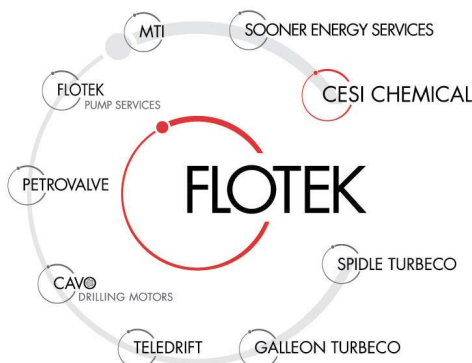 MTI
SOONER ENERGY SERVICES
FLOTEK
PUMP SERVICES
CESI CHEMICAL
PETROVALVE
FLOTEK
SPIDLE TURBECO
CAVO
DRILLING MOTORS
TELEDRIFT
GALLEON TURBECO